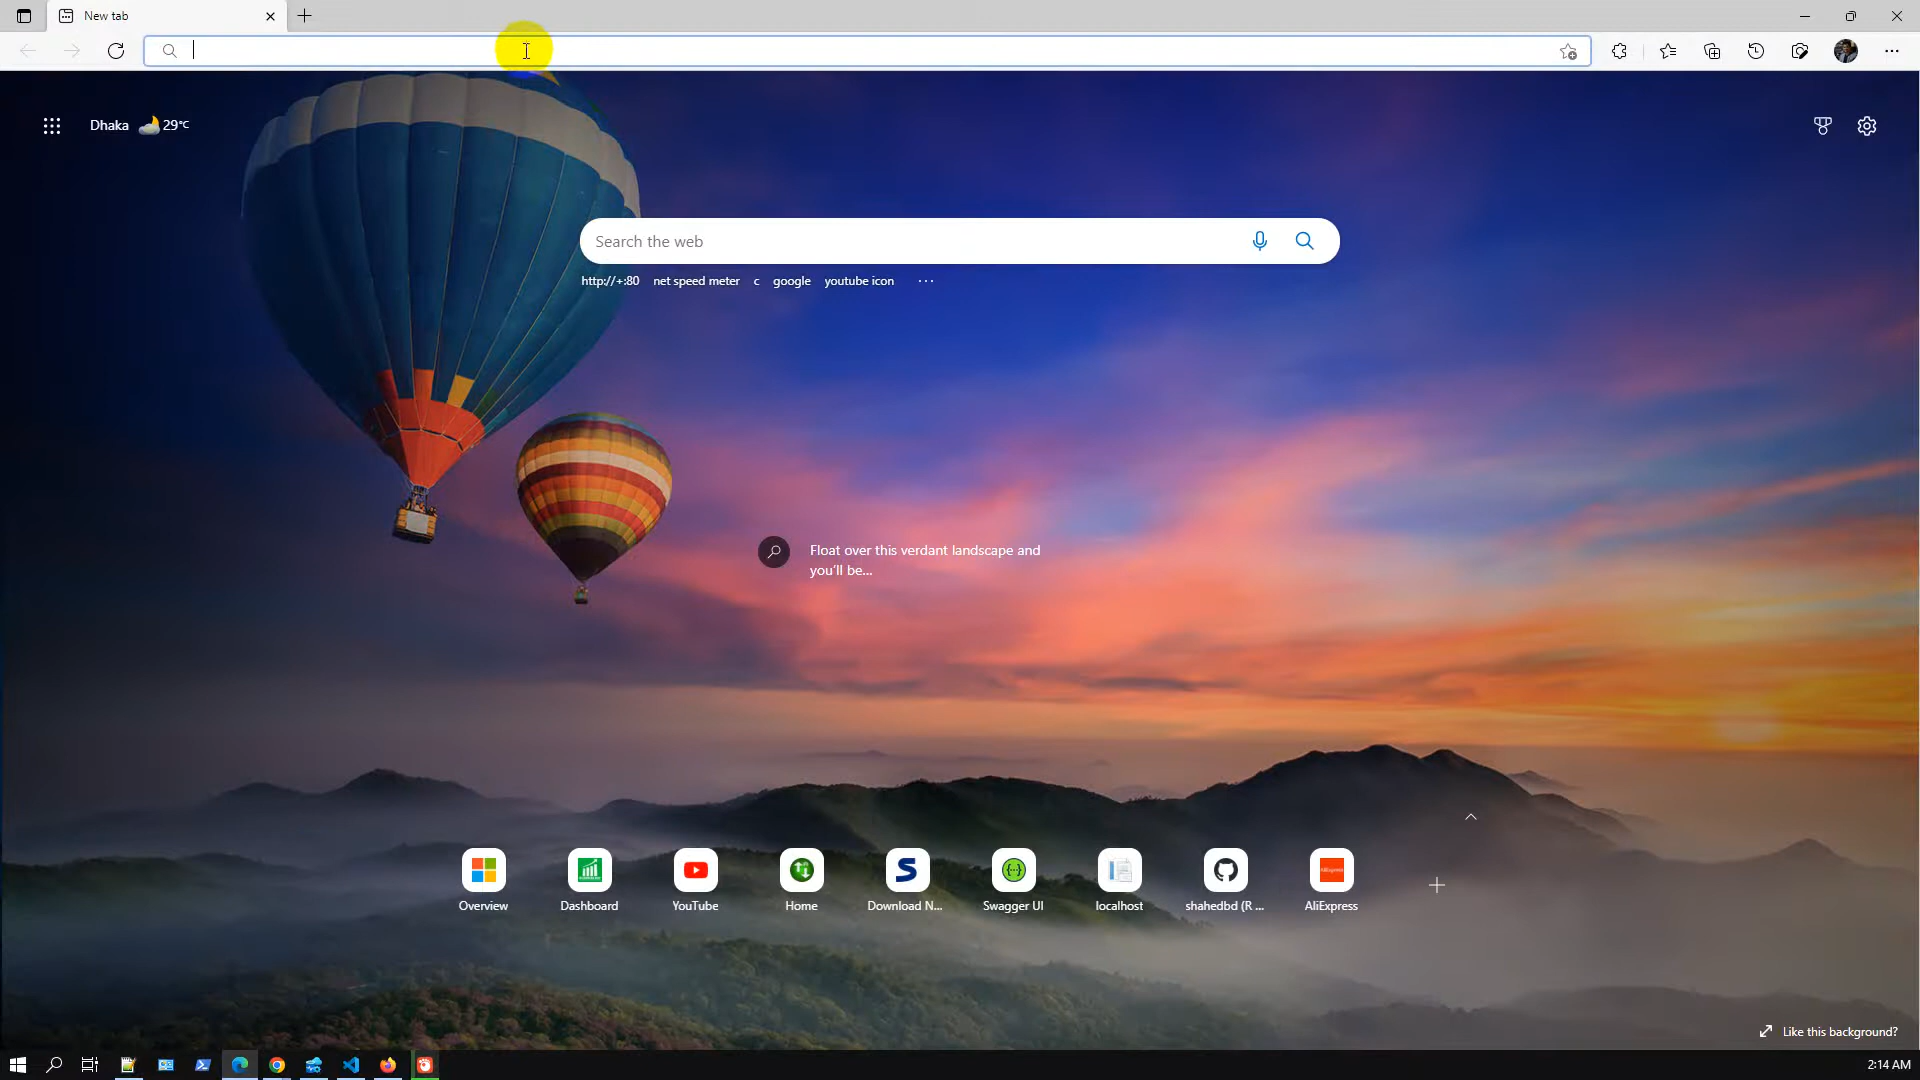 New tab
Dhaka 29°C
Search the web
http://+:80 net speed meter c google youtube icon ...
Float over this verdant landscape and
you'll be...
Overview Dashboard YouTube Home Download N... Swagger UI localhost shahedbd (R ... AliExpress
Like this background?
2:14 AM